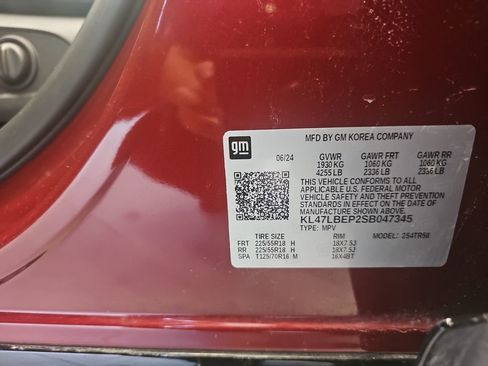 gm
MFD BY GM KOREA COMPANY
06/24 GVWR GAWR FRT GAWR RR
1930 KG 1060 KG 1060 KG
4255 LB 2336 LB 2336 LB
THIS VEHICLE CONFORMS TO ALL
APPLICABLE U.S. FEDERAL MOTOR
VEHICLE SAFETY, BUMPER, AND THEFT
PREVENTION STANDARDS IN
EFFECT ON THE DATE OF
MANUFACTURE SHOWN ABOVE.
KL47LBEP2SB047345
TYPE: MPV
TIRE SIZE RIM MODEL: 2S4TR58
FRT 225/55R18 H 18X7.5J
RR 225/55R18 H 18X7.5J
SPA T125/70R16 M 16X4BT